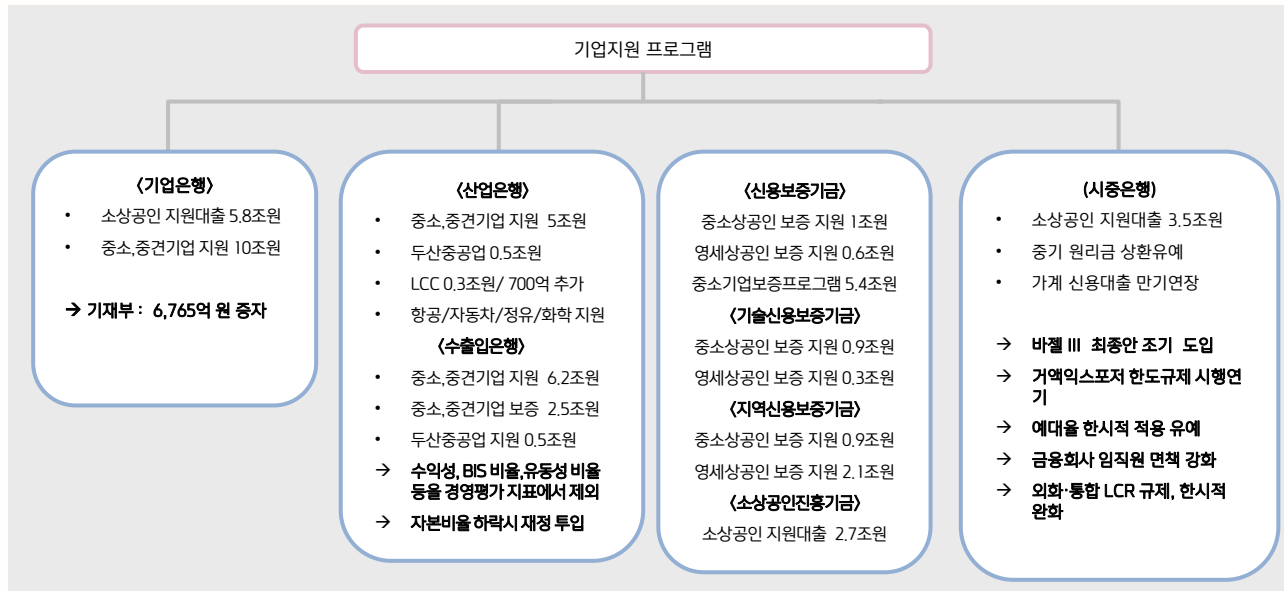 기업지원 프로그램
<기업은행>
• 소상공인 지원대출 5.8조원
• 중소,중견기업 지원 10조원
→ 기재부 : 6,765억 원 증자
<산업은행>
• 중소,중견기업 지원 5조원
• 두산중공업 0.5조원
• LCC 0.3조원/ 700억 추가
• 항공/자동차/정유/화학 지원
<수출입은행>
• 중소,중견기업 지원 6.2조원
• 중소,중견기업 보증 2.5조원
• 두산중공업 지원 0.5조원
→ 수익성, BIS 비율,유동성 비율
등을 경영평가 지표에서 제외
→ 자본비율 하락시 재정 투입
<신용보증기금>
중소상공인 보증 지원 1조원
영세상공인 보증 지원 0.6조원
중소기업보증프로그램 5.4조원
<기술신용보증기금>
중소상공인 보증 지원 0.9조원
영세상공인 보증 지원 0.3조원
<지역신용보증기금>
중소상공인 보증 지원 0.9조원
영세상공인 보증 지원 2.1조원
<소상공인진흥기금>
소상공인 지원대출 2.7조원
(시중은행)
• 소상공인 지원대출 3.5조원
• 중기 원리금 상환유예
• 가계 신용대출 만기연장
→ 바젤 III 최종안 조기 도입
→ 거액익스포저 한도규제 시행연
기
→ 예대율 한시적 적용 유예
→ 금융회사 임직원 면책 강화
→ 외화·통합 LCR 규제, 한시적
완화